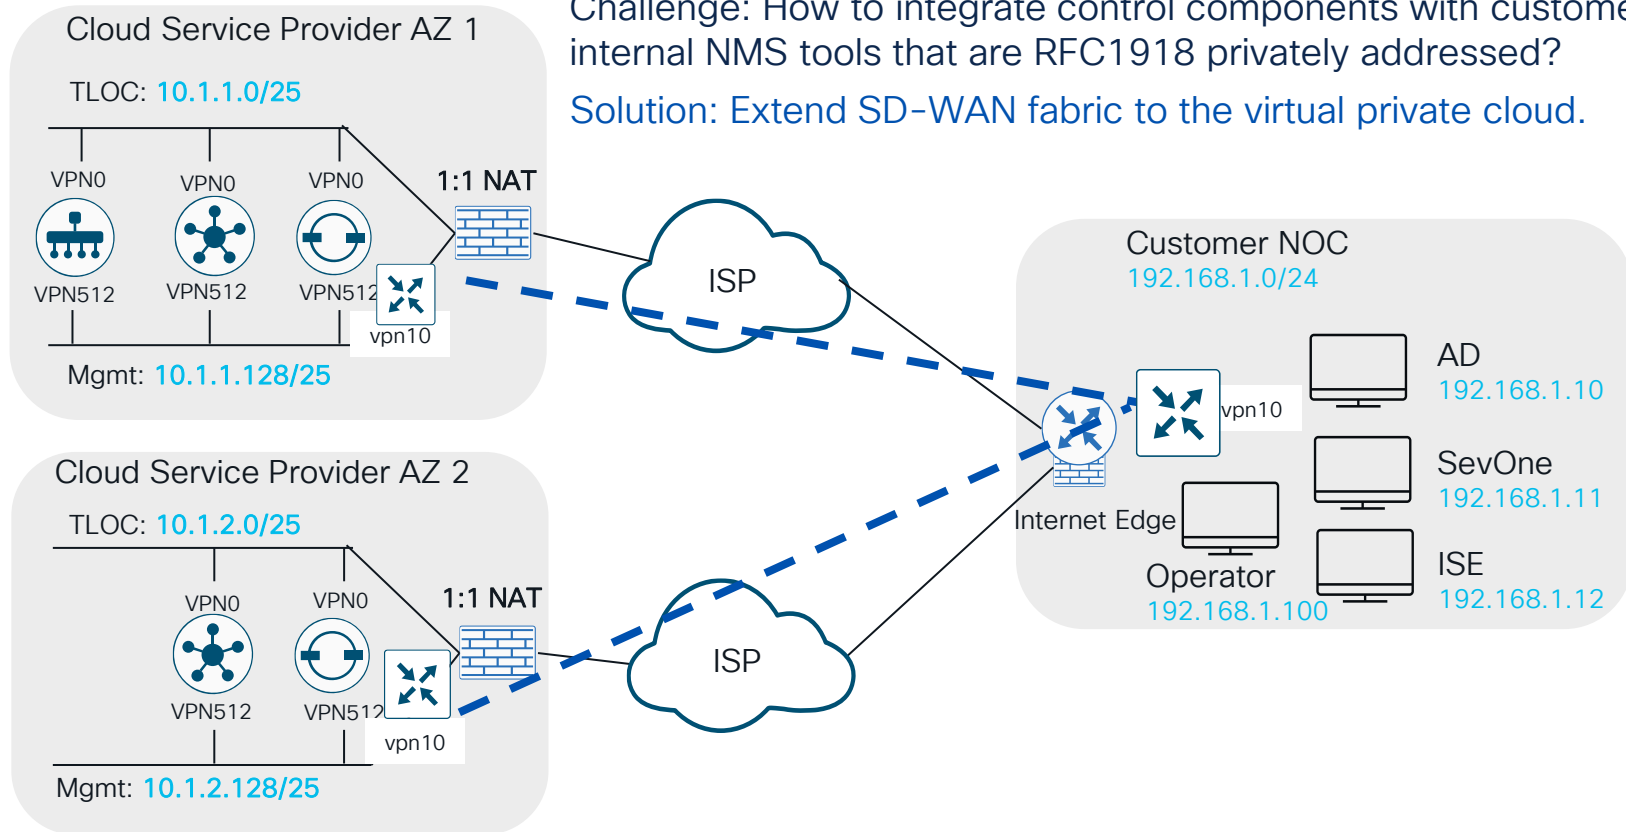 Challenge: How to integrate control components with custome
internal NMS tools that are RFC1918 privately addressed?
Solution: Extend SD-WAN fabric to the virtual private cloud.
Cloud Service Provider AZ 1
TLOC: 10.1.1.0/25
VPN0
VPN0
VPN0
1:1 NAT
VPN512
VPN512
VPN512
vpn10
Mgmt: 10.1.1.128/25
ISP
Customer NOC
192.168.1.0/24
AD
192.168.1.10
vpn10
SevOne
192.168.1.11
Internet Edge
Operator
192.168.1.100
ISE
192.168.1.12
Cloud Service Provider AZ 2
TLOC: 10.1.2.0/25
VPN0
VPN0
1:1 NAT
VPN512
VPN512
vpn10
Mgmt: 10.1.2.128/25
ISP